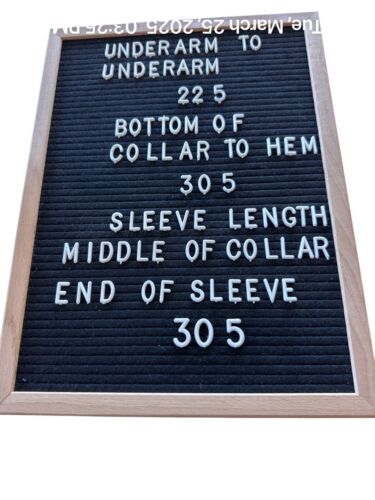 Tue, March 25, 2025, 03:25 PM
UNDERARM TO
UNDERARM
22 5
BOTTOM OF
COLLAR TO HEM
30 5
SLEEVE LENGTH
MIDDLE OF COLLAR
END OF SLEEVE
30 5